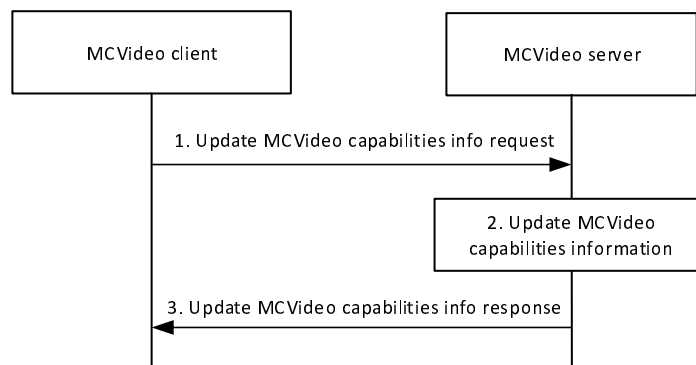 MCVideo client
MCVideo server
1. Update MCVideo capabilities info request
2. Update MCVideo
capabilities information
3. Update MCVideo capabilities info response